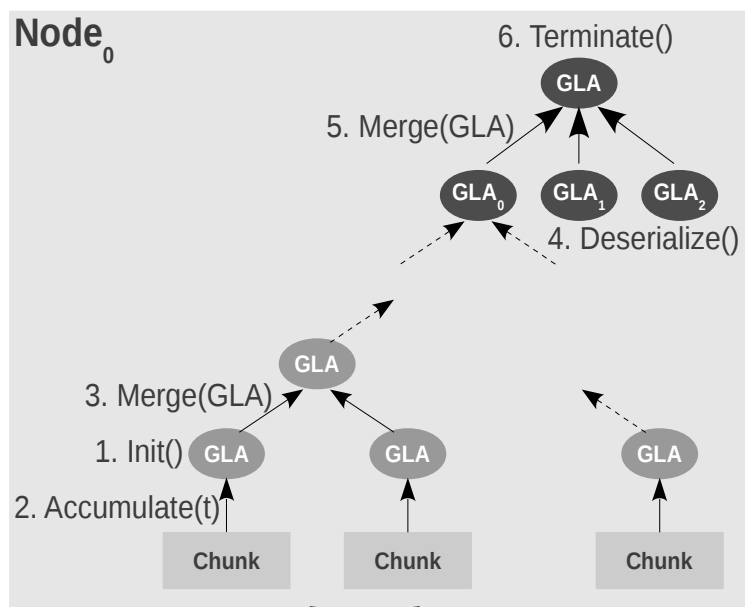 Node₀
6. Terminate()
GLA
5. Merge(GLA)
GLA₀ GLA₁ GLA₂
4. Deserialize()
GLA
3. Merge(GLA)
1. Init() GLA GLA GLA
2. Accumulate(t)
Chunk Chunk Chunk